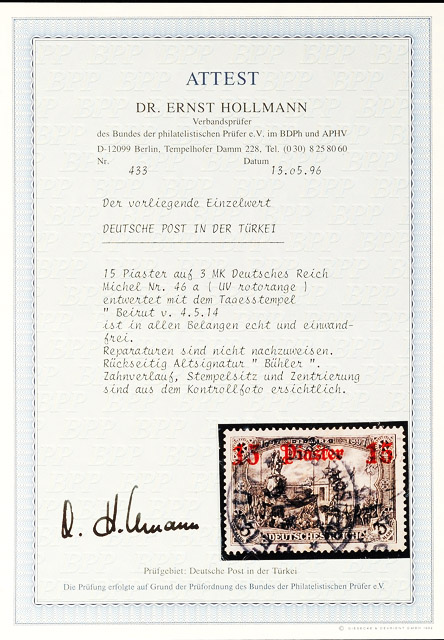 ATTEST
DR. ERNST HOLLMANN
Verbandsprüfer
des Bundes der philatelistischen Prüfer e.V. im BDPh und APHV
D-12099 Berlin, Tempelhofer Damm 228, Tel. (0 30) 8 25 80 60
Nr. 433 Datum 13.05.96
Der vorliegende Einzelwert
DEUTSCHE POST IN DER TÜRKEI
15 Piaster auf 3 MK Deutsches Reich
Michel Nr. 46 a ( UV rotorange )
entwertet mit dem Tagesstempel
" Beirut v. 4.5.14
ist in allen Belangen echt und einwand-
frei.
Reparaturen sind nicht nachzuweisen.
Rückseitig Altsignatur " Bühler ".
Zahnverlauf, Stempelsitz und Zentrierung
sind aus dem Kontrollfoto ersichtlich.
15 Piaster 15
DEUTSCHES REICH
Prüfgebiet: Deutsche Post in der Türkei
Die Prüfung erfolgte auf Grund der Prüfordnung des Bundes der Philatelistischen Prüfer e.V.